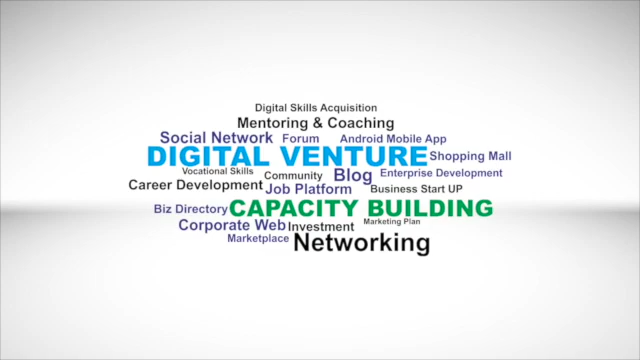 Digital Skills Acquisition
Mentoring & Coaching
Social Network Forum Android Mobile App
DIGITAL VENTURE Shopping Mall
Vocational Skills Community Blog Enterprise Development
Career Development Job Platform Business Start UP
Biz Directory CAPACITY BUILDING
Corporate Web Investment Marketing Plan
Marketplace Networking